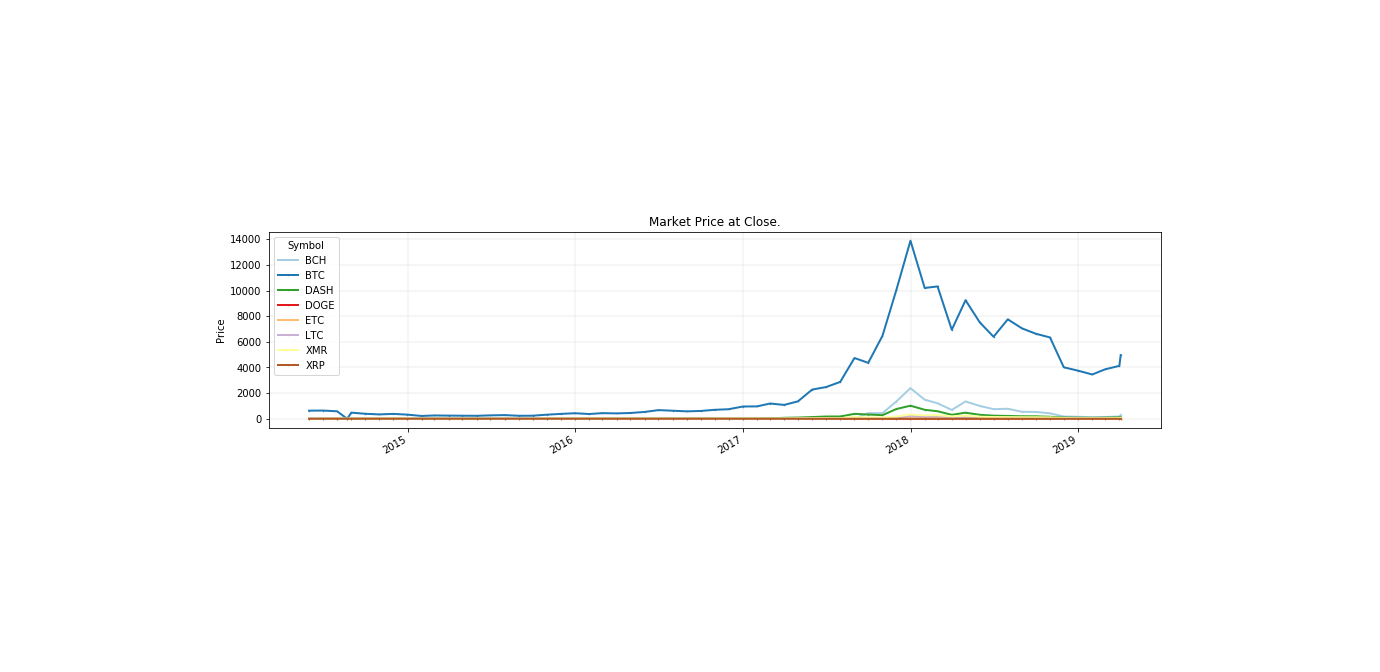 Market Price at Close.
14000
12000
10000
8000
6000
4000
2000
0
Price
Symbol
BCH
BTC
DASH
DOGE
ETC
LTC
XMR
XRP
2015
2016
2017
2018
2019